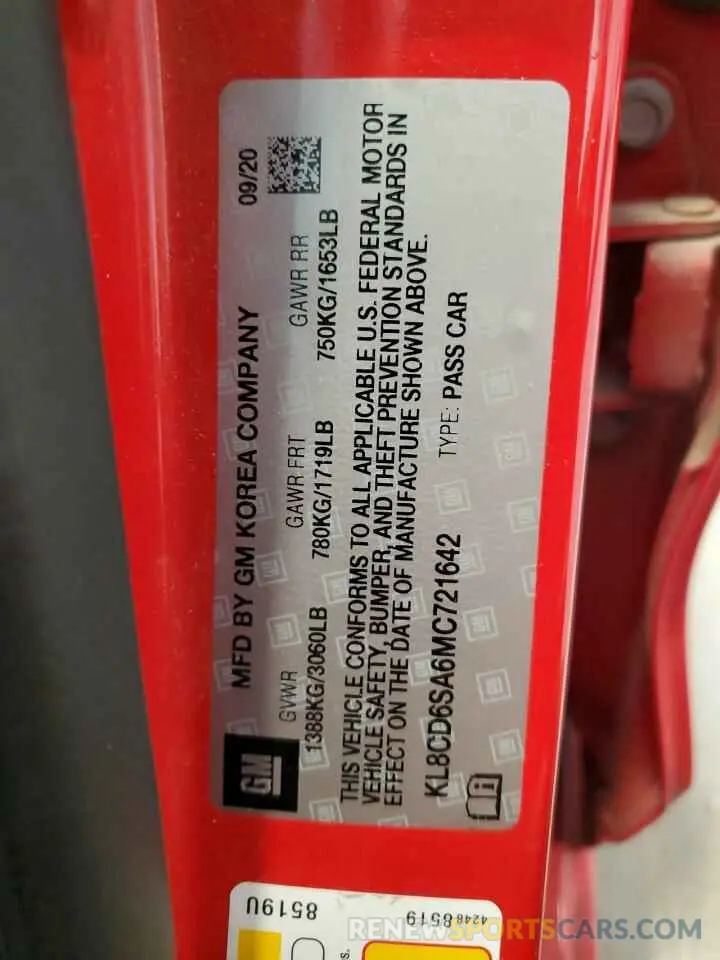 MFD BY GM KOREA COMPANY 09/20
GVWR GAWR FRT GAWR RR
1388KG/3060LB 780KG/1719LB 750KG/1653LB
THIS VEHICLE CONFORMS TO ALL APPLICABLE U.S. FEDERAL MOTOR
VEHICLE SAFETY, BUMPER, AND THEFT PREVENTION STANDARDS IN
EFFECT ON THE DATE OF MANUFACTURE SHOWN ABOVE.
KL8CD6SA6MC721642 TYPE: PASS CAR
GM
8519U
42488519
s.
RENEWSPORTSCARS.COM